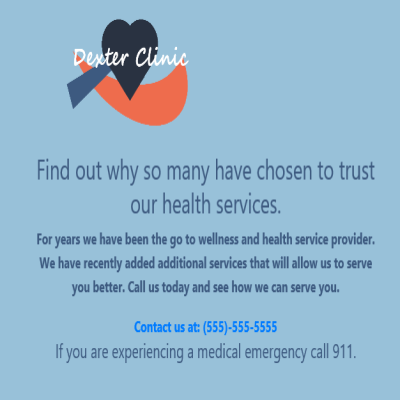 Dexter Clinic
Find out why so many have chosen to trust
our health services.
For years we have been the go to wellness and health service provider.
We have recently added additional services that will allow us to serve
you better. Call us today and see how we can serve you.
Contact us at: (555)-555-5555
If you are experiencing a medical emergency call 911.